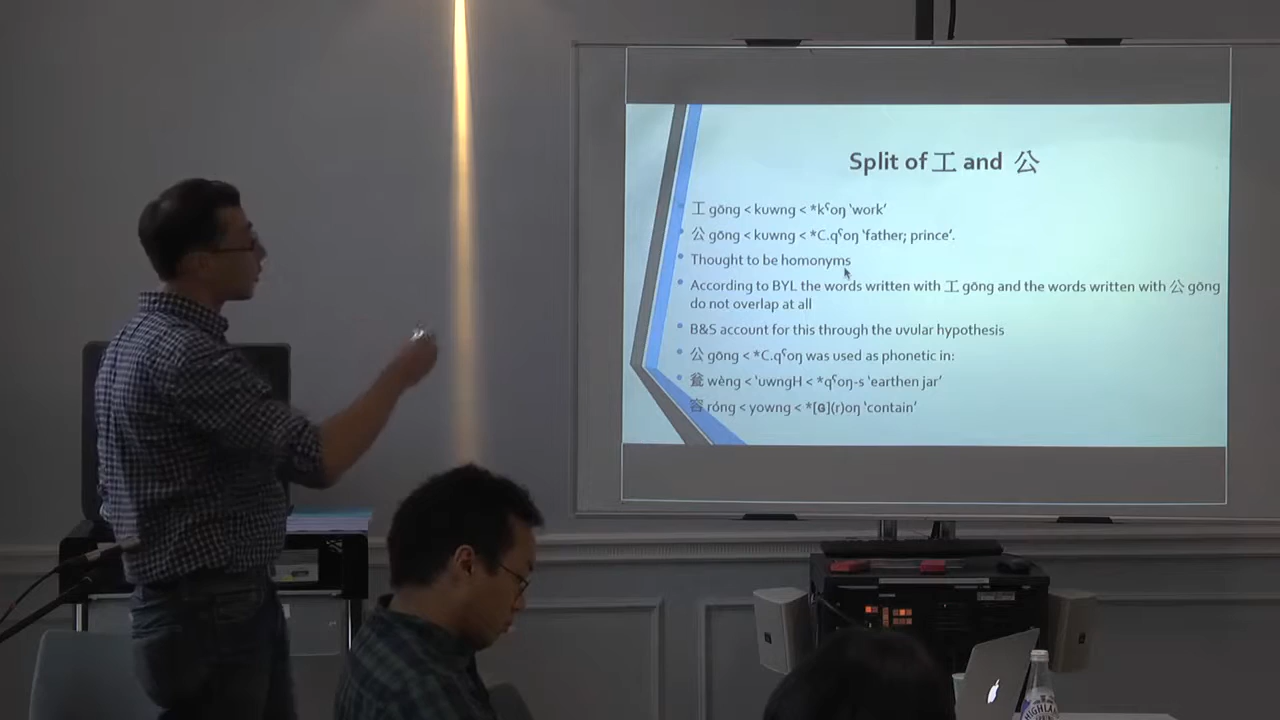 Split of 工 and 公
工 gōng < kuwng < *kˤoŋ ‘work’
公 gōng < kuwng < *C.qˤoŋ ‘father; prince’.
Thought to be homonyms
According to BYL the words written with 工 gōng and the words written with 公 gōng
do not overlap at all
B&S account for this through the uvular hypothesis
公 gōng < *C.qˤoŋ was used as phonetic in:
瓮 wèng < ’uwngH < *qˤoŋ-s ‘earthen jar’
容 róng < yowng < *[ɢ](r)oŋ ‘contain’
HIGHLAN